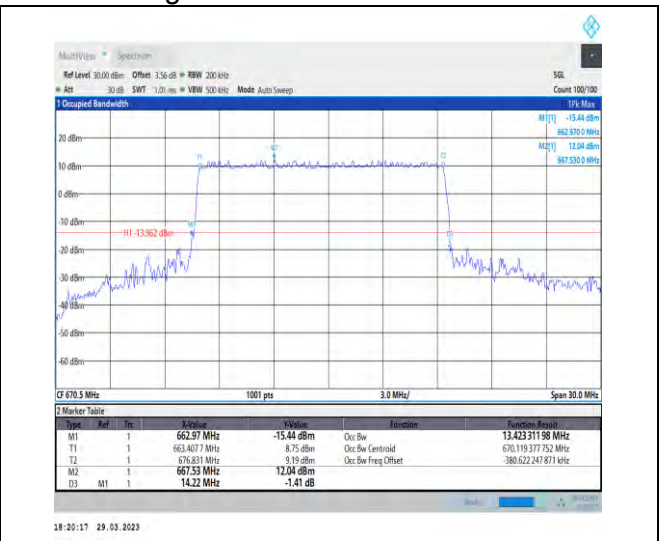 MultiView Spectrum
Ref Level 30.00 dBm Offset 3.56 dB RBW 200 kHz SGL
Att 30 dB SWT 1.01 ms VBW 500 kHz Mode Auto Sweep Count 100/100
1 Occupied Bandwidth 1Pk Max
M1[1] -15.44 dBm
662.970 0 MHz
M2[1] 12.04 dBm
667.530 0 MHz
20 dBm
T1 M2 T2
10 dBm
0 dBm
-10 dBm
M1
H1 -13.962 dBm
D3
-20 dBm
-30 dBm
-40 dBm
-50 dBm
-60 dBm
CF 670.5 MHz 1001 pts 3.0 MHz/ Span 30.0 MHz
2 Marker Table
Type Ref Trc X-Value Y-Value Function Function Result
M1 1 662.97 MHz -15.44 dBm Occ Bw 13.423 311 98 MHz
T1 1 663.407 7 MHz 8.75 dBm Occ Bw Centroid 670.119 377 752 MHz
T2 1 676.831 MHz 9.19 dBm Occ Bw Freq Offset -380.622 247 871 kHz
M2 1 667.53 MHz 12.04 dBm
D3 M1 1 14.22 MHz -1.41 dB
18:20:17 29.03.2023